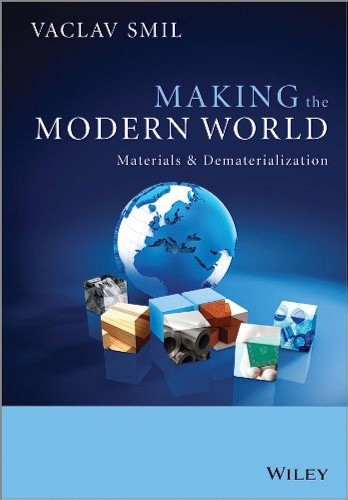 VACLAV SMIL
MAKING the
MODERN WORLD
Materials & Dematerialization
WILEY